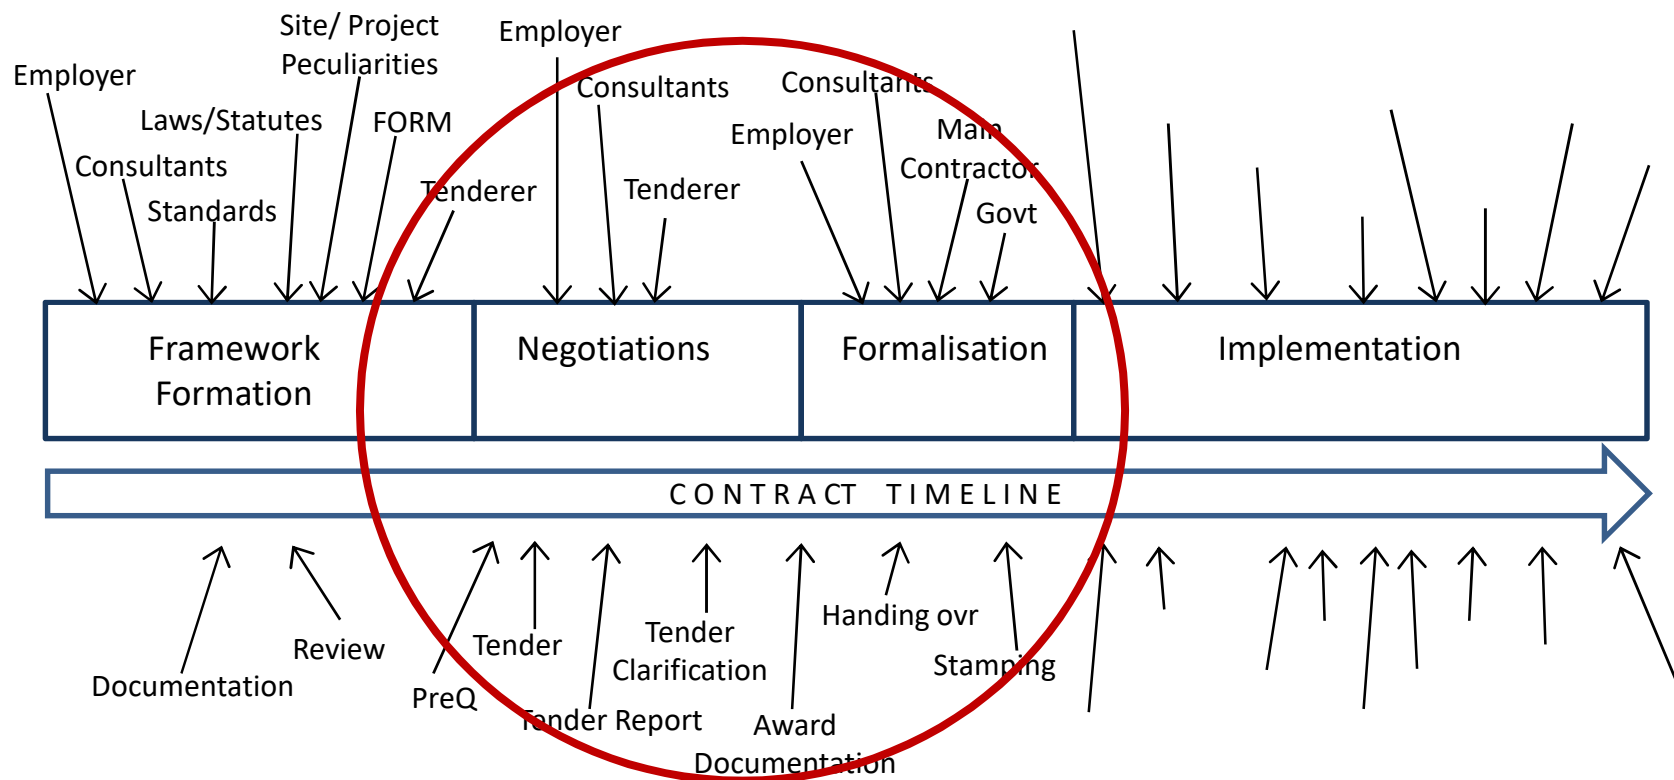 Site/ Project
Peculiarities
Employer
Laws/Statutes
FORM
Consultants
Standards
Tenderer
Employer
Consultants
Tenderer
Consultants
Employer
Main
Contractor
Govt
Framework
Formation
Negotiations
Formalisation
Implementation
CONTRACT TIMELINE
Documentation
Review
PreQ
Tender
Tender Report
Tender
Clarification
Award
Documentation
Handing ovr
Stamping